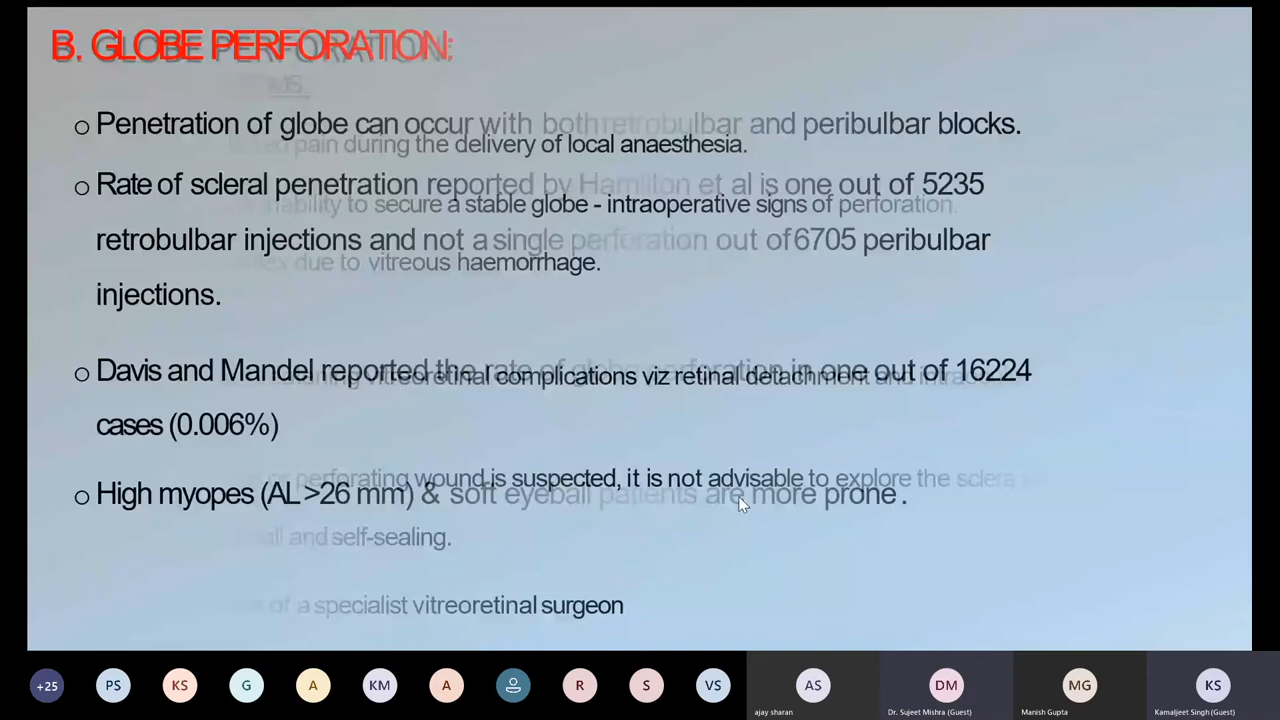 B. GLOBE PERFORATION:
Penetration of globe can occur with both retrobulbar and peribulbar blocks.
pain during the delivery of local anaesthesia.
Rate of scleral penetration reported by Hamilton et al is one out of 5235
to secure a stable globe - intraoperative signs of perforation.
retrobulbar injections and not a single perforation out of 6705 peribulbar
due to vitreous haemorrhage.
injections.
Davis and Mandel reported the rate of globe perforation in one out of 16224
vitreoretinal complications viz retinal detachment and
cases (0.006%)
or perforating wound is suspected, it is not advisable to explore the sclera
High myopes (AL >26 mm) & soft eyeball patients are more prone .
and self-sealing.
of a specialist vitreoretinal surgeon
+25 PS KS G A KM A R S VS AS DM MG KS
ajay sharan Dr. Sujeet Mishra (Guest) Manish Gupta Kamaljeet Singh (Guest)